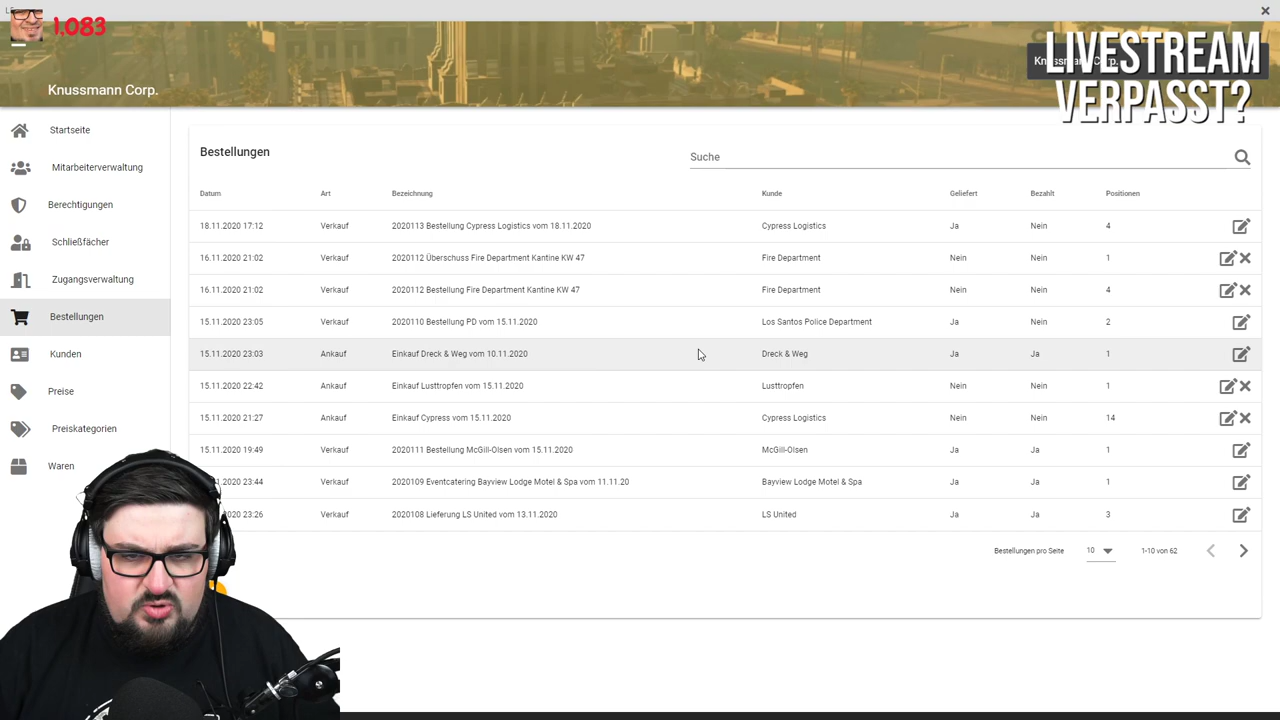 1.083
LIVESTREAM
VERPASST?
Knussmann Corp.
Startseite
Mitarbeiterverwaltung
Berechtigungen
Schließfächer
Zugangsverwaltung
Bestellungen
Kunden
Preise
Preiskategorien
Waren
Bestellungen
Suche
Datum Art Bezeichnung Kunde Geliefert Bezahlt Positionen
18.11.2020 17:12 Verkauf 2020113 Bestellung Cypress Logistics vom 18.11.2020 Cypress Logistics Ja Nein 4
16.11.2020 21:02 Verkauf 2020112 Überschuss Fire Department Kantine KW 47 Fire Department Nein Nein 1
16.11.2020 21:02 Verkauf 2020112 Bestellung Fire Department Kantine KW 47 Fire Department Nein Nein 4
15.11.2020 23:05 Verkauf 2020110 Bestellung PD vom 15.11.2020 Los Santos Police Department Ja Nein 2
15.11.2020 23:03 Ankauf Einkauf Dreck & Weg vom 10.11.2020 Dreck & Weg Ja Ja 1
15.11.2020 22:42 Ankauf Einkauf Lusttropfen vom 15.11.2020 Lusttropfen Nein Nein 1
15.11.2020 21:27 Ankauf Einkauf Cypress vom 15.11.2020 Cypress Logistics Nein Nein 14
15.11.2020 19:49 Verkauf 2020111 Bestellung McGill-Olsen vom 15.11.2020 McGill-Olsen Ja Ja 1
23:44 Verkauf 2020109 Eventcatering Bayview Lodge Motel & Spa vom 11.11.20 Bayview Lodge Motel & Spa Ja Ja 1
23:26 Verkauf 2020108 Lieferung LS United vom 13.11.2020 LS United Ja Ja 3
Bestellungen pro Seite 10 1-10 von 62